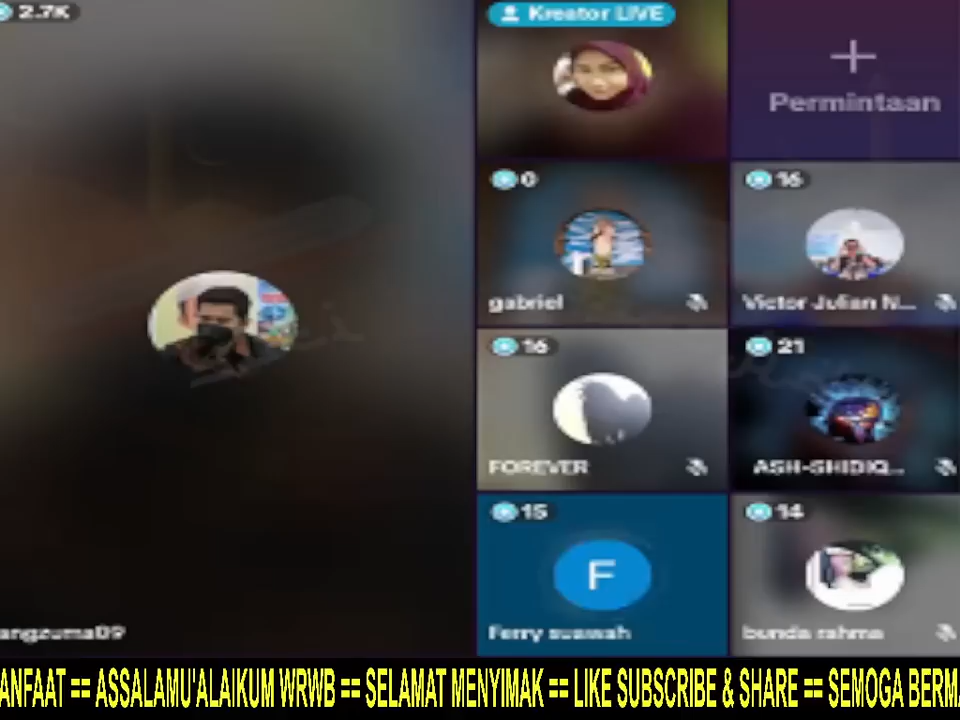 2.7K
Kreator LIVE
+
Permintaan
0
gabriel
16
Victor Julian N...
16
FOREVER
21
ASH-SHIDIQ...
15
F
Ferry suawah
14
bunda rahma
angzuma09
ANFAAT == ASSALAMU'ALAIKUM WRWB == SELAMAT MENYIMAK == LIKE SUBSCRIBE & SHARE == SEMOGA BERMA